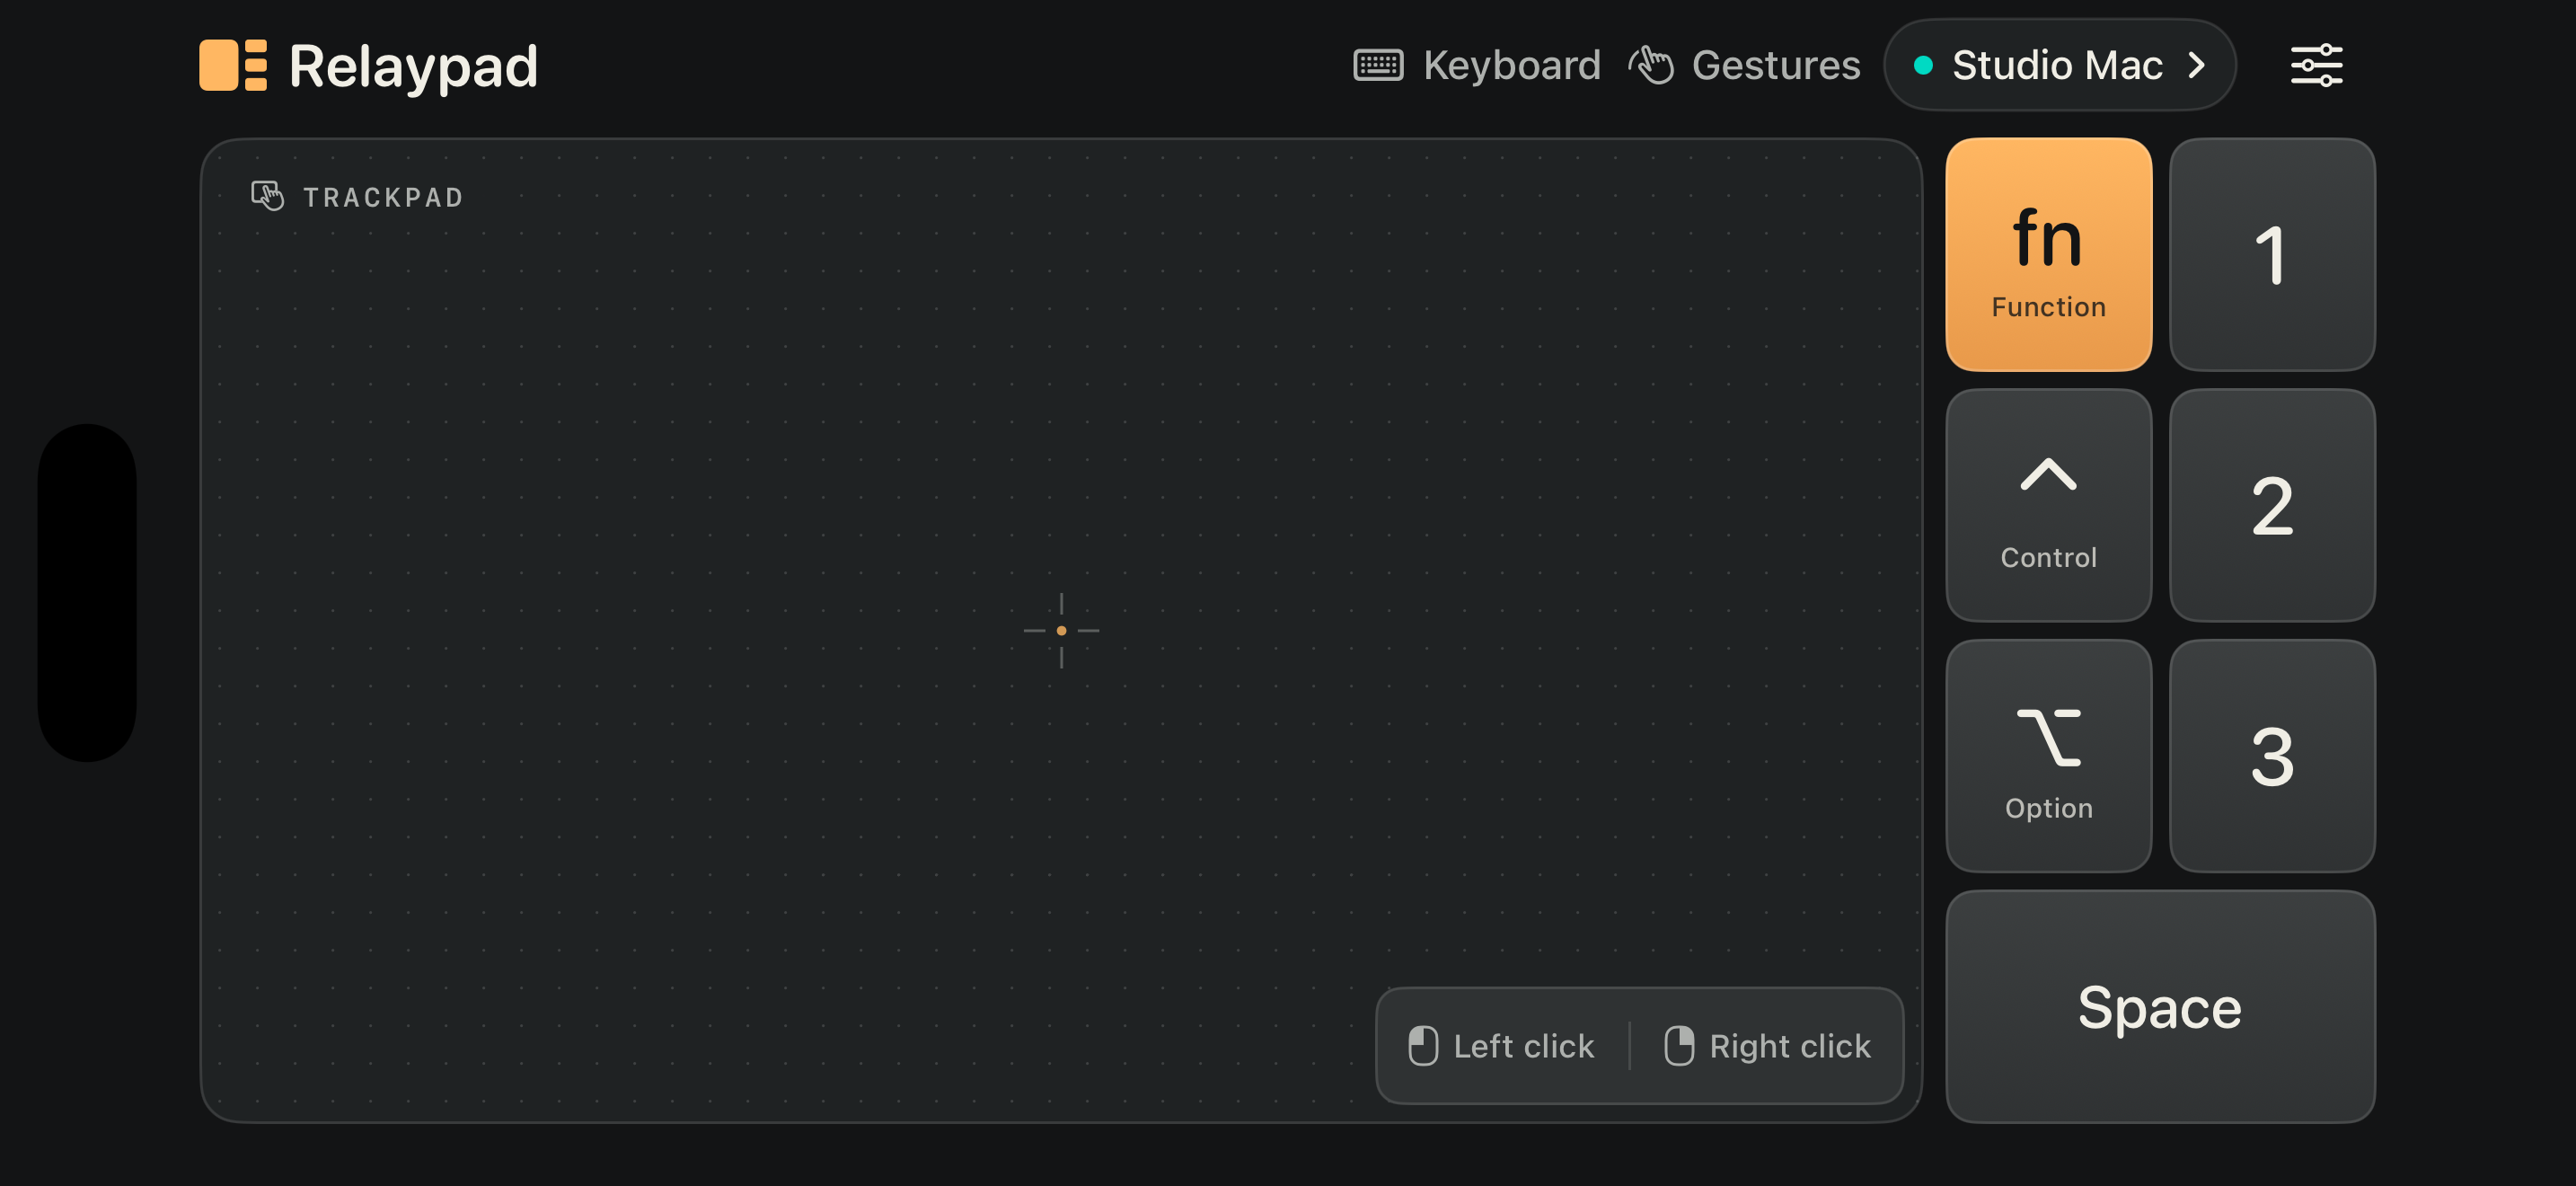 Relaypad
Keyboard
Gestures
Studio Mac
TRACKPAD
fn
Function
1
Control
2
Option
3
Left click
Right click
Space